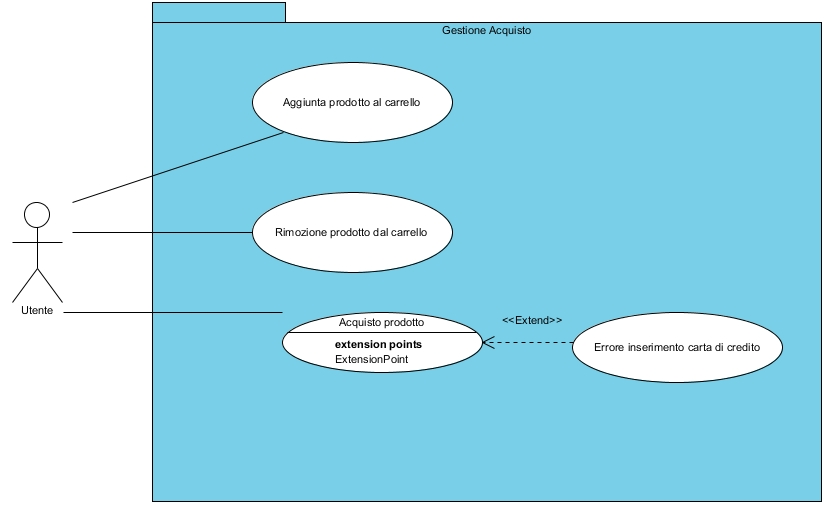 Gestione Acquisto
Aggiunta prodotto al carrello
Rimozione prodotto dal carrello
Utente
Acquisto prodotto
extension points
ExtensionPoint
<<Extend>>
Errore inserimento carta di credito